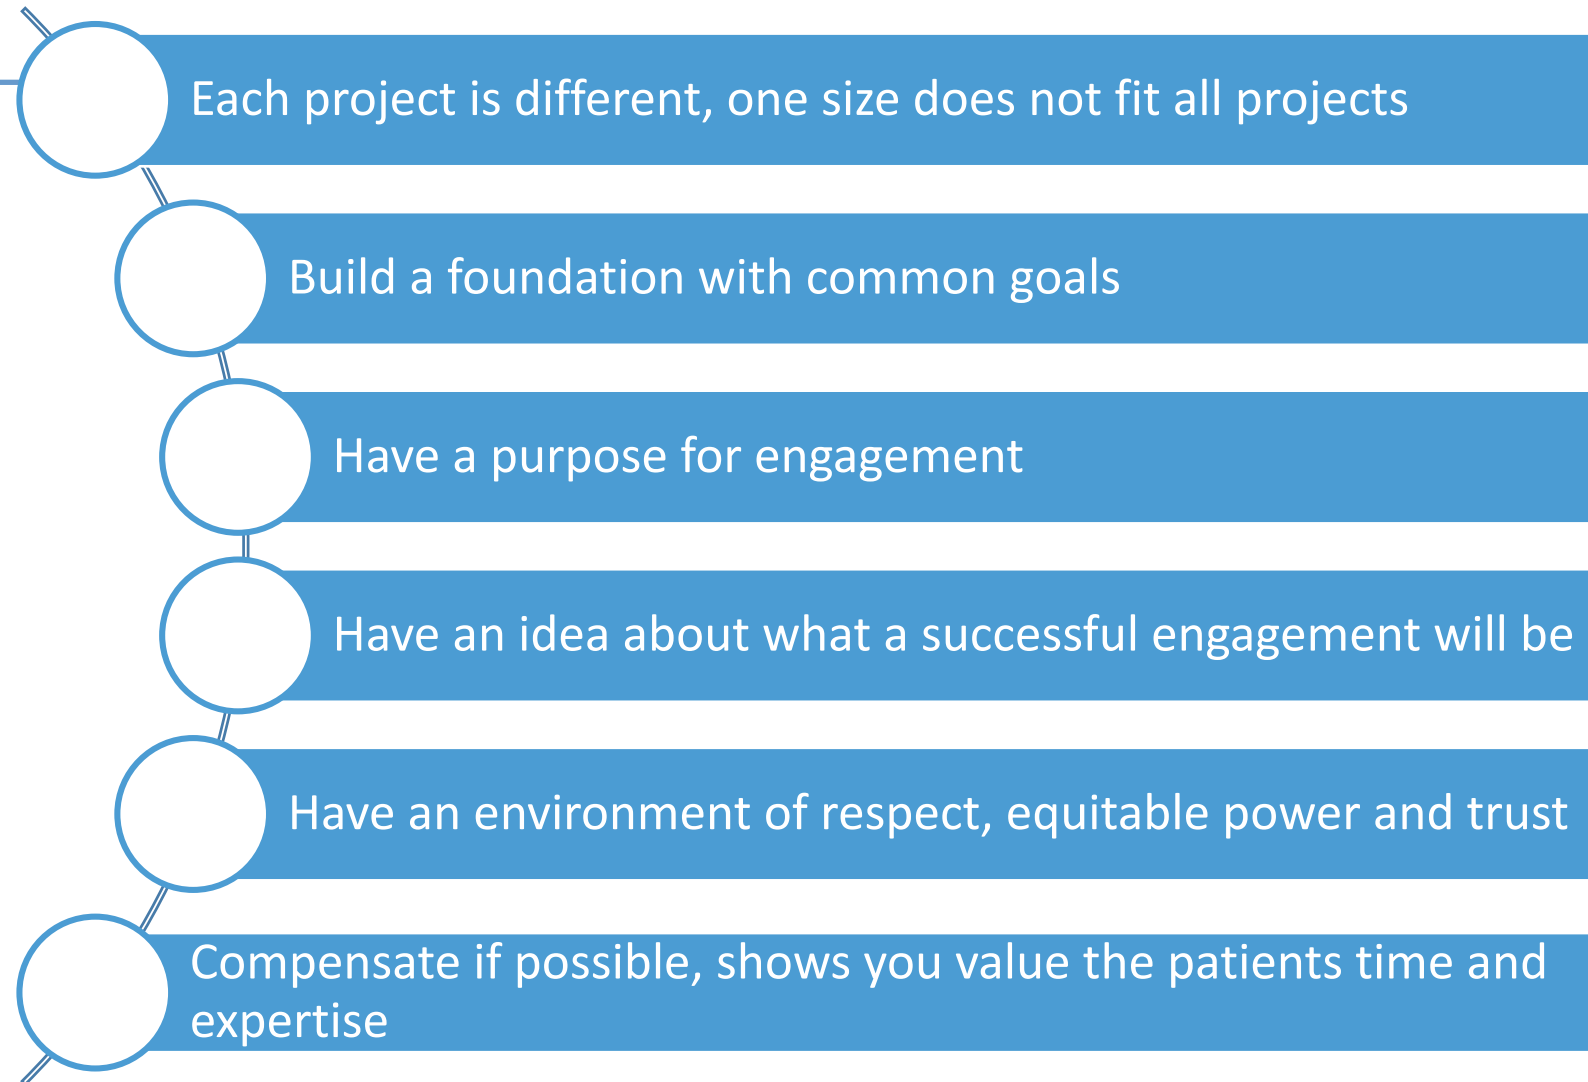 Each project is different, one size does not fit all projects
Build a foundation with common goals
Have a purpose for engagement
Have an idea about what a successful engagement will be
Have an environment of respect, equitable power and trust
Compensate if possible, shows you value the patients time and
expertise